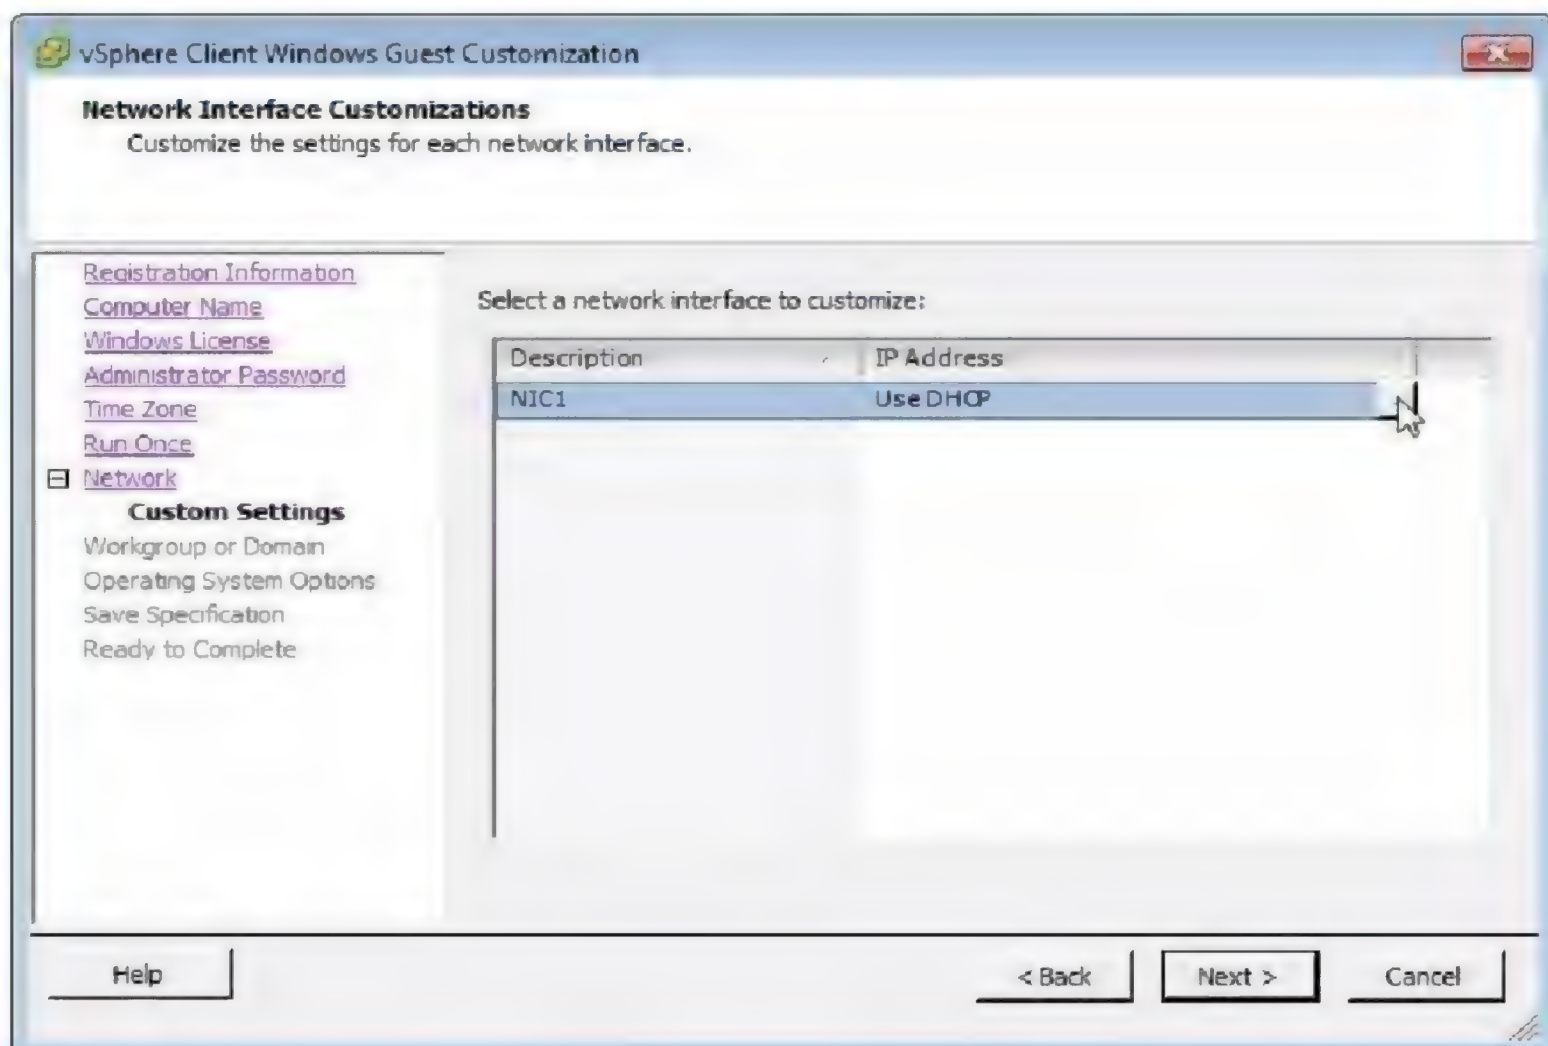 vSphere Client Windows Guest Customization
Network Interface Customizations
Customize the settings for each network interface.
Registration Information
Computer Name
Windows License
Administrator Password
Time Zone
Run Once
Network
Custom Settings
Workgroup or Domain
Operating System Options
Save Specification
Ready to Complete
Select a network interface to customize:
Description IP Address
NIC1 Use DHCP
Help < Back Next > Cancel